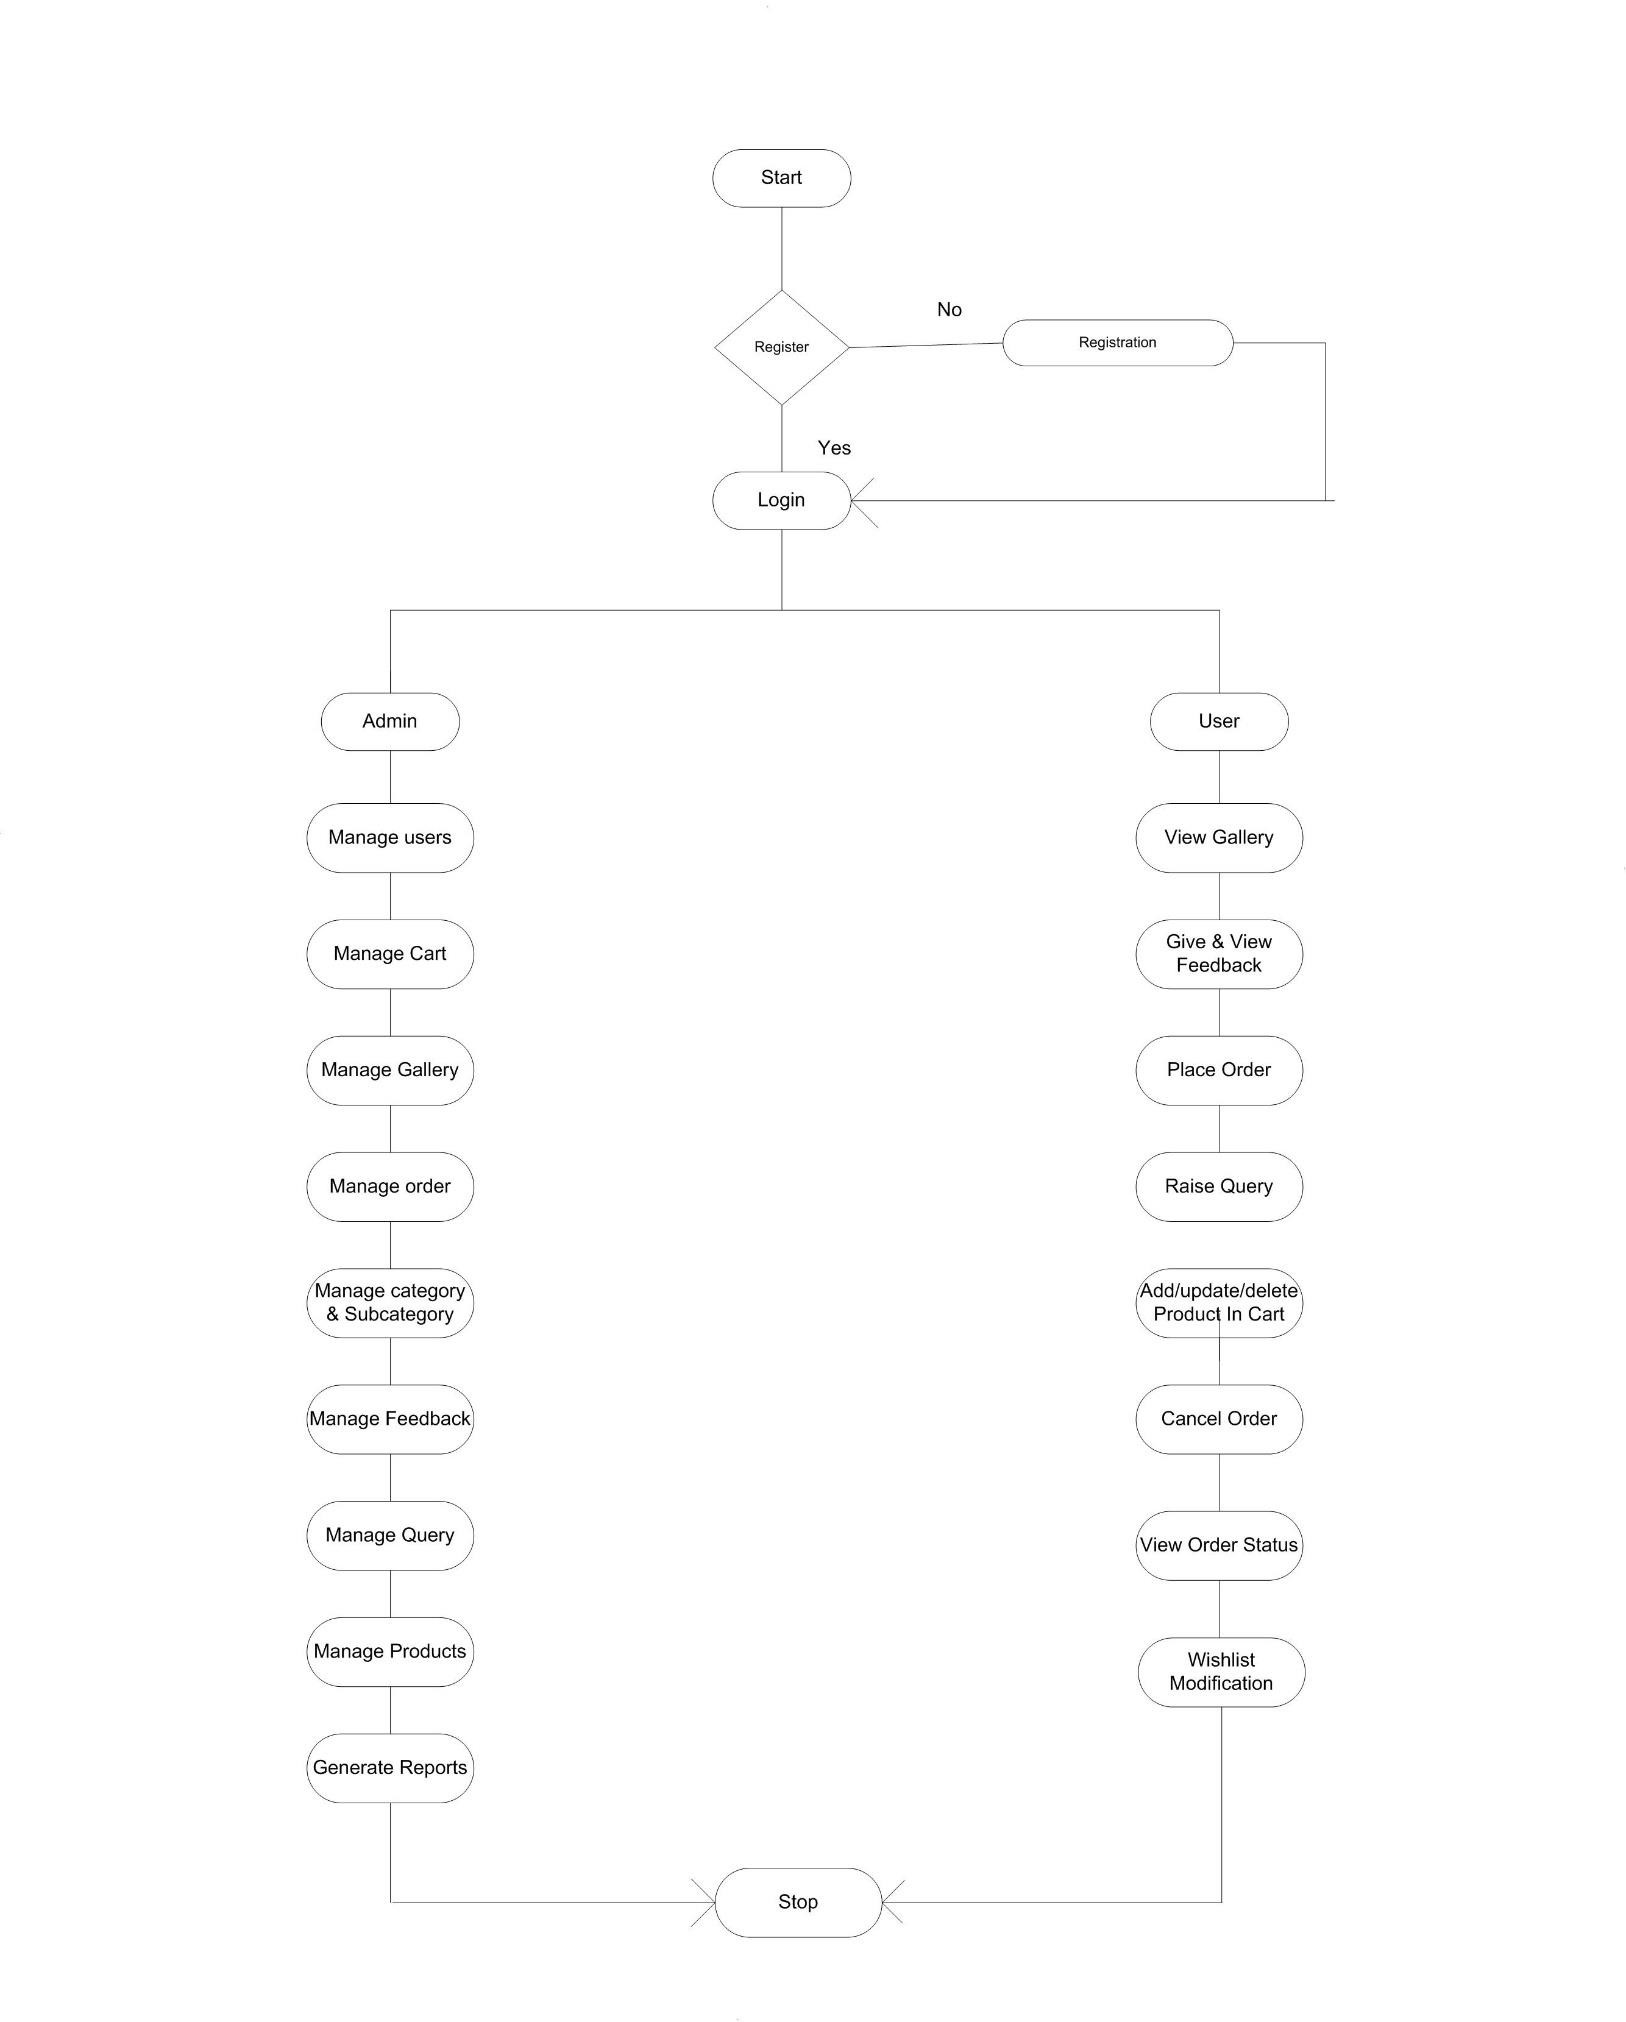 Start
No
Register
Registration
Yes
Login
Admin
User
Manage users
View Gallery
Manage Cart
Give & View
Feedback
Manage Gallery
Place Order
Manage order
Raise Query
Manage category
& Subcategory
Add/update/delete
Product In Cart
Manage Feedback
Cancel Order
Manage Query
View Order Status
Manage Products
Wishlist
Modification
Generate Reports
Stop